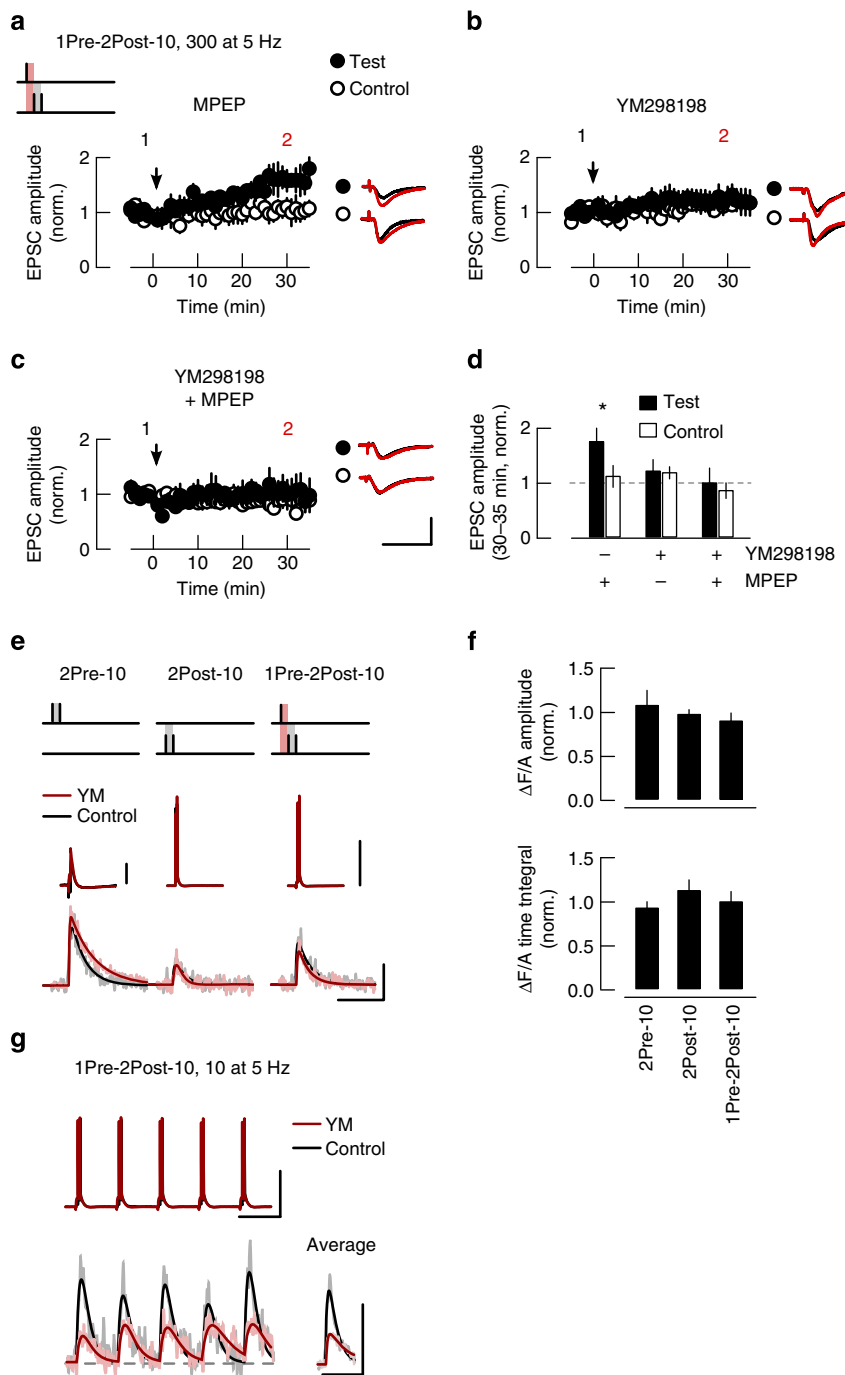 a
1Pre-2Post-10, 300 at 5 Hz
Test
Control
MPEP
1
2
EPSC amplitude
(norm.)
2
1
0
0 10 20 30
Time (min)
b
YM298198
1
2
EPSC amplitude
(norm.)
2
1
0
0 10 20 30
Time (min)
c
YM298198
+ MPEP
1
2
EPSC amplitude
(norm.)
2
1
0
0 10 20 30
Time (min)
d
*
Test
Control
EPSC amplitude
(30–35 min, norm.)
2
1
0
– + + YM298198
+ – + MPEP
e
2Pre-10 2Post-10 1Pre-2Post-10
YM
Control
f
ΔF/A amplitude
(norm.)
1.5
1.0
0.0
ΔF/A time tntegral
(norm.)
1.5
1.0
0.5
0.0
2Pre-10
2Post-10
1Pre-2Post-10
g
1Pre-2Post-10, 10 at 5 Hz
YM
Control
Average